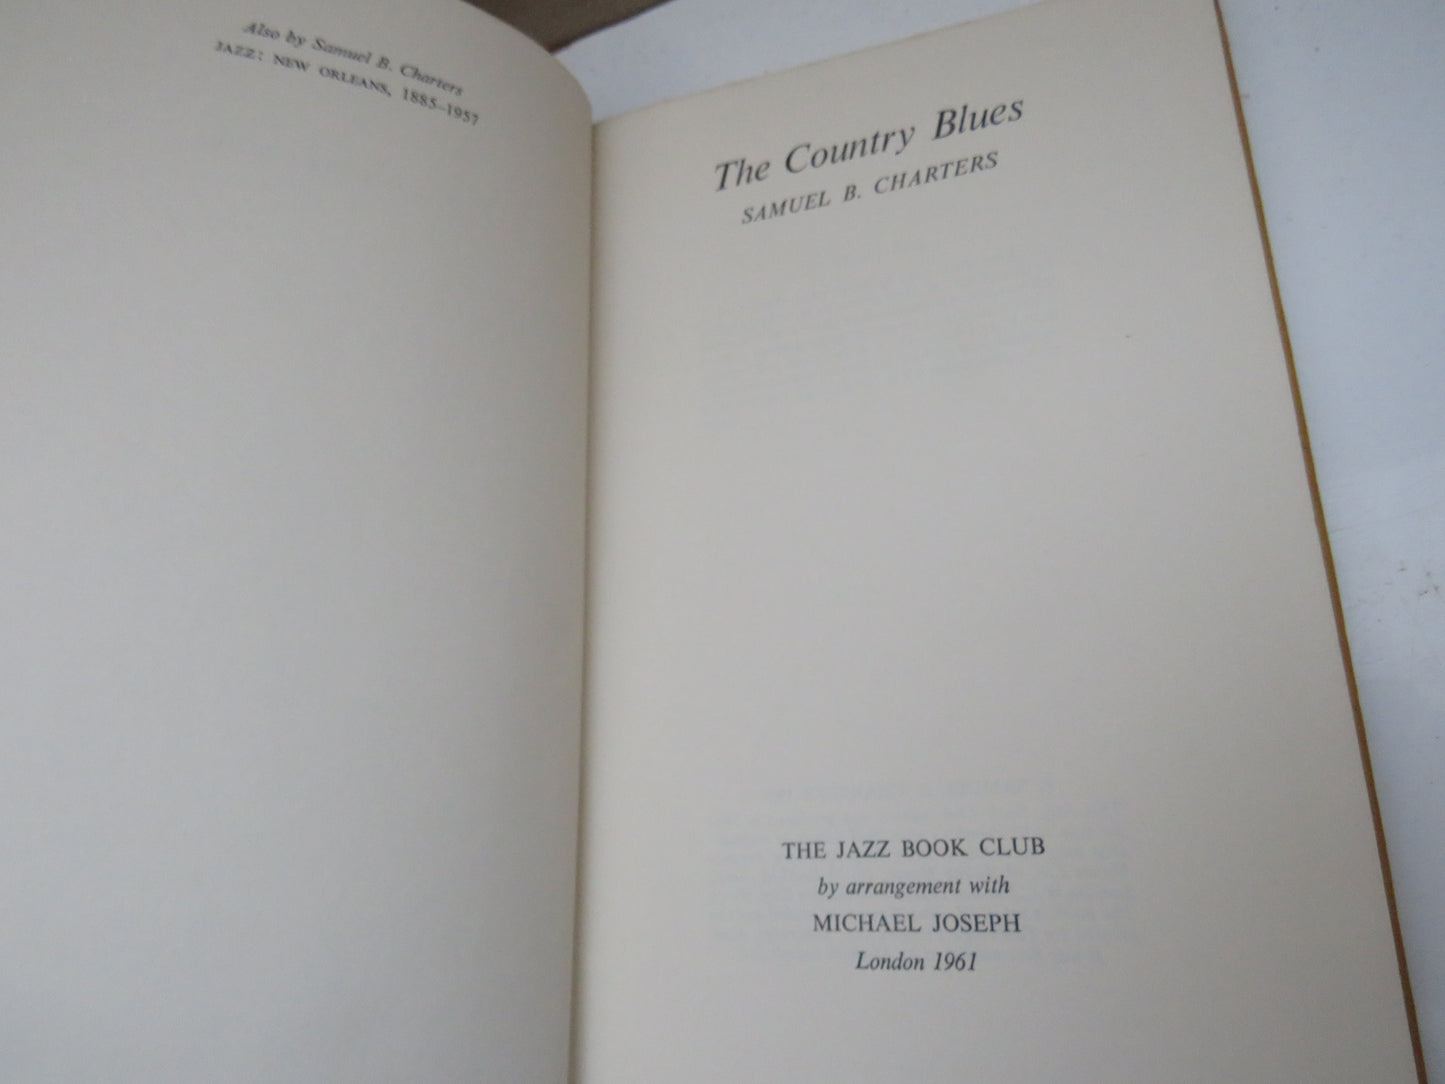 Also by Samuel B. Charters
JAZZ: NEW ORLEANS, 1885–1957
The Country Blues
SAMUEL B. CHARTERS
THE JAZZ BOOK CLUB
by arrangement with
MICHAEL JOSEPH
London 1961